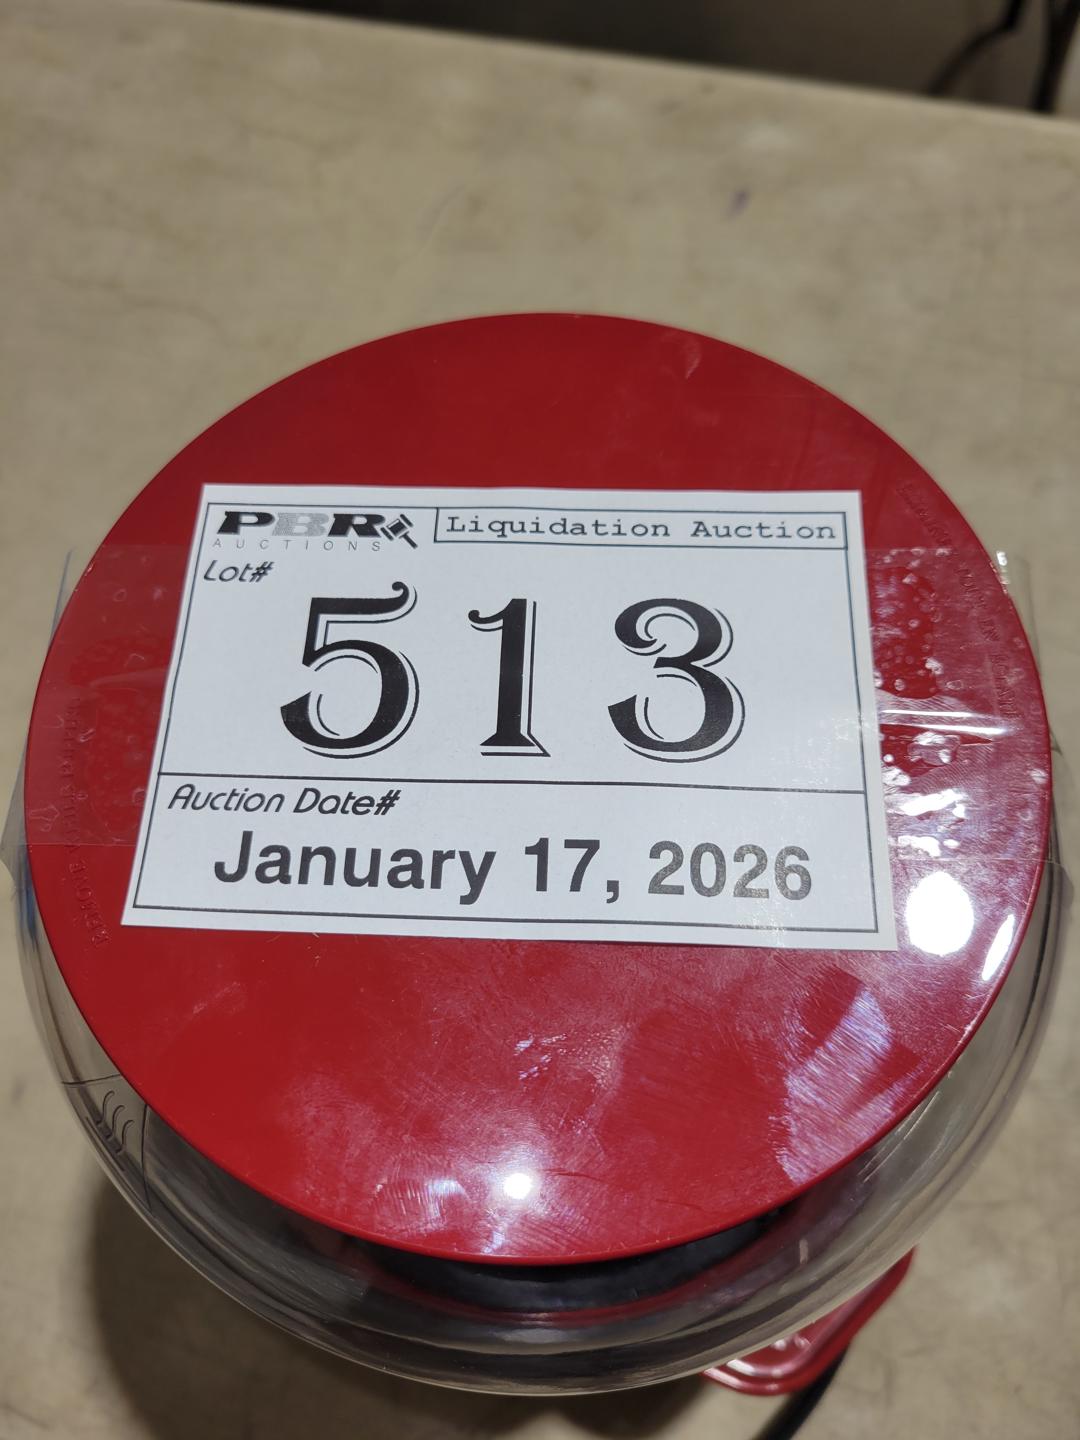 PBR
AUCTIONS
Liquidation Auction
Lot#
513
Auction Date#
January 17, 2026